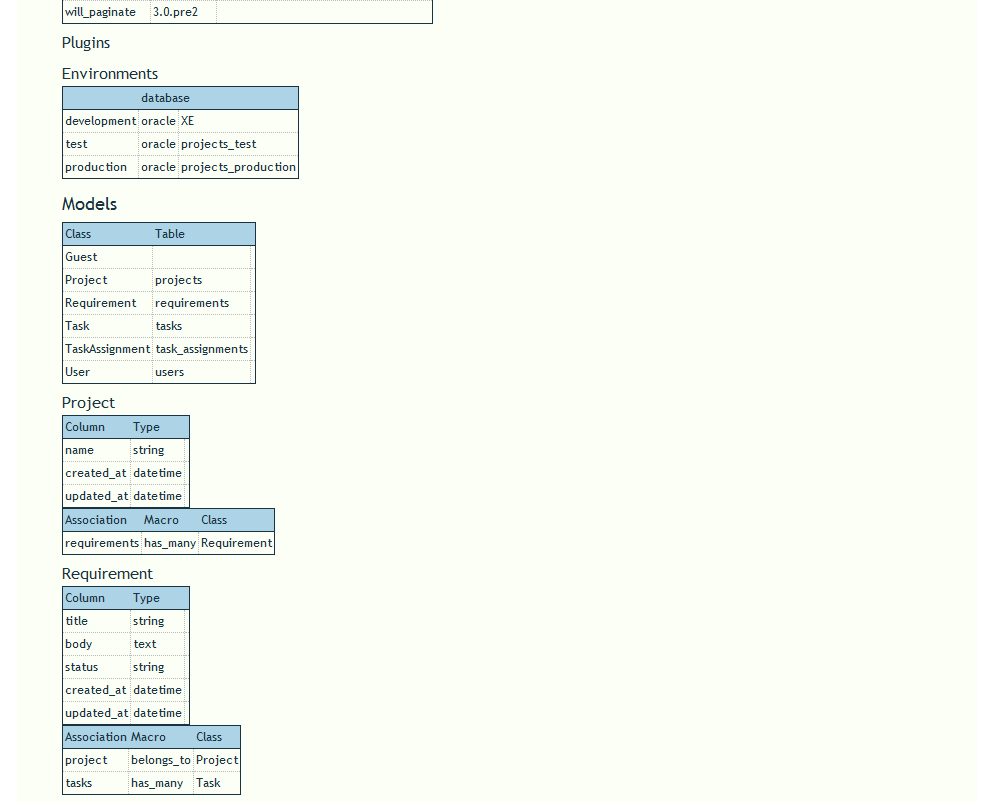 will_paginate 3.0.pre2
Plugins
Environments
database
development oracle XE
test oracle projects_test
production oracle projects_production
Models
Class Table
Guest
Project projects
Requirement requirements
Task tasks
TaskAssignment task_assignments
User users
Project
Column Type
name string
created_at datetime
updated_at datetime
Association Macro Class
requirements has_many Requirement
Requirement
Column Type
title string
body text
status string
created_at datetime
updated_at datetime
Association Macro Class
project belongs_to Project
tasks has_many Task